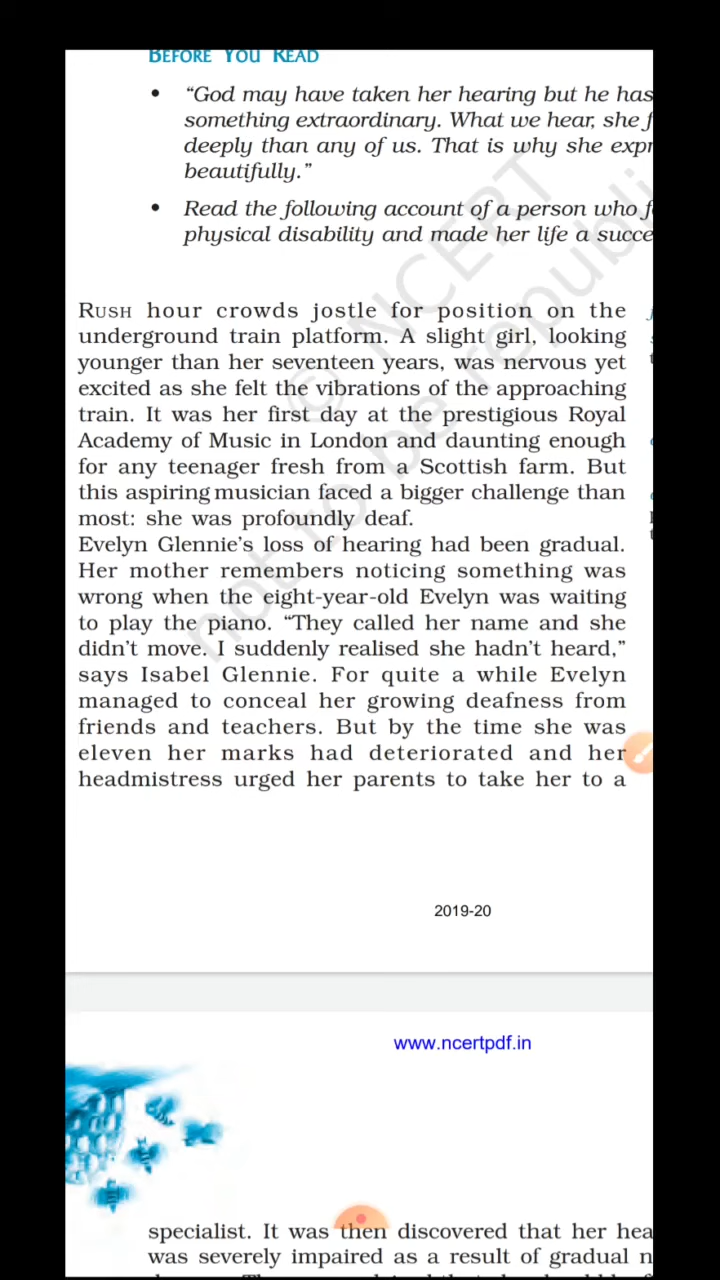 BEFORE YOU READ
• “God may have taken her hearing but he has
something extraordinary. What we hear, she
deeply than any of us. That is why she
beautifully.”
• Read the following account of a person who
physical disability and made her life a
RUSH hour crowds jostle for position on the
underground train platform. A slight girl, looking
younger than her seventeen years, was nervous yet
excited as she felt the vibrations of the approaching
train. It was her first day at the prestigious Royal
Academy of Music in London and daunting enough
for any teenager fresh from a Scottish farm. But
this aspiring musician faced a bigger challenge than
most: she was profoundly deaf.
Evelyn Glennie’s loss of hearing had been gradual.
Her mother remembers noticing something was
wrong when the eight-year-old Evelyn was waiting
to play the piano. “They called her name and she
didn’t move. I suddenly realised she hadn’t heard,”
says Isabel Glennie. For quite a while Evelyn
managed to conceal her growing deafness from
friends and teachers. But by the time she was
eleven her marks had deteriorated and her
headmistress urged her parents to take her to a
© NCERT
not to be republi
2019-20
www.ncertpdf.in
specialist. It was then discovered that her
was severely impaired as a result of gradual